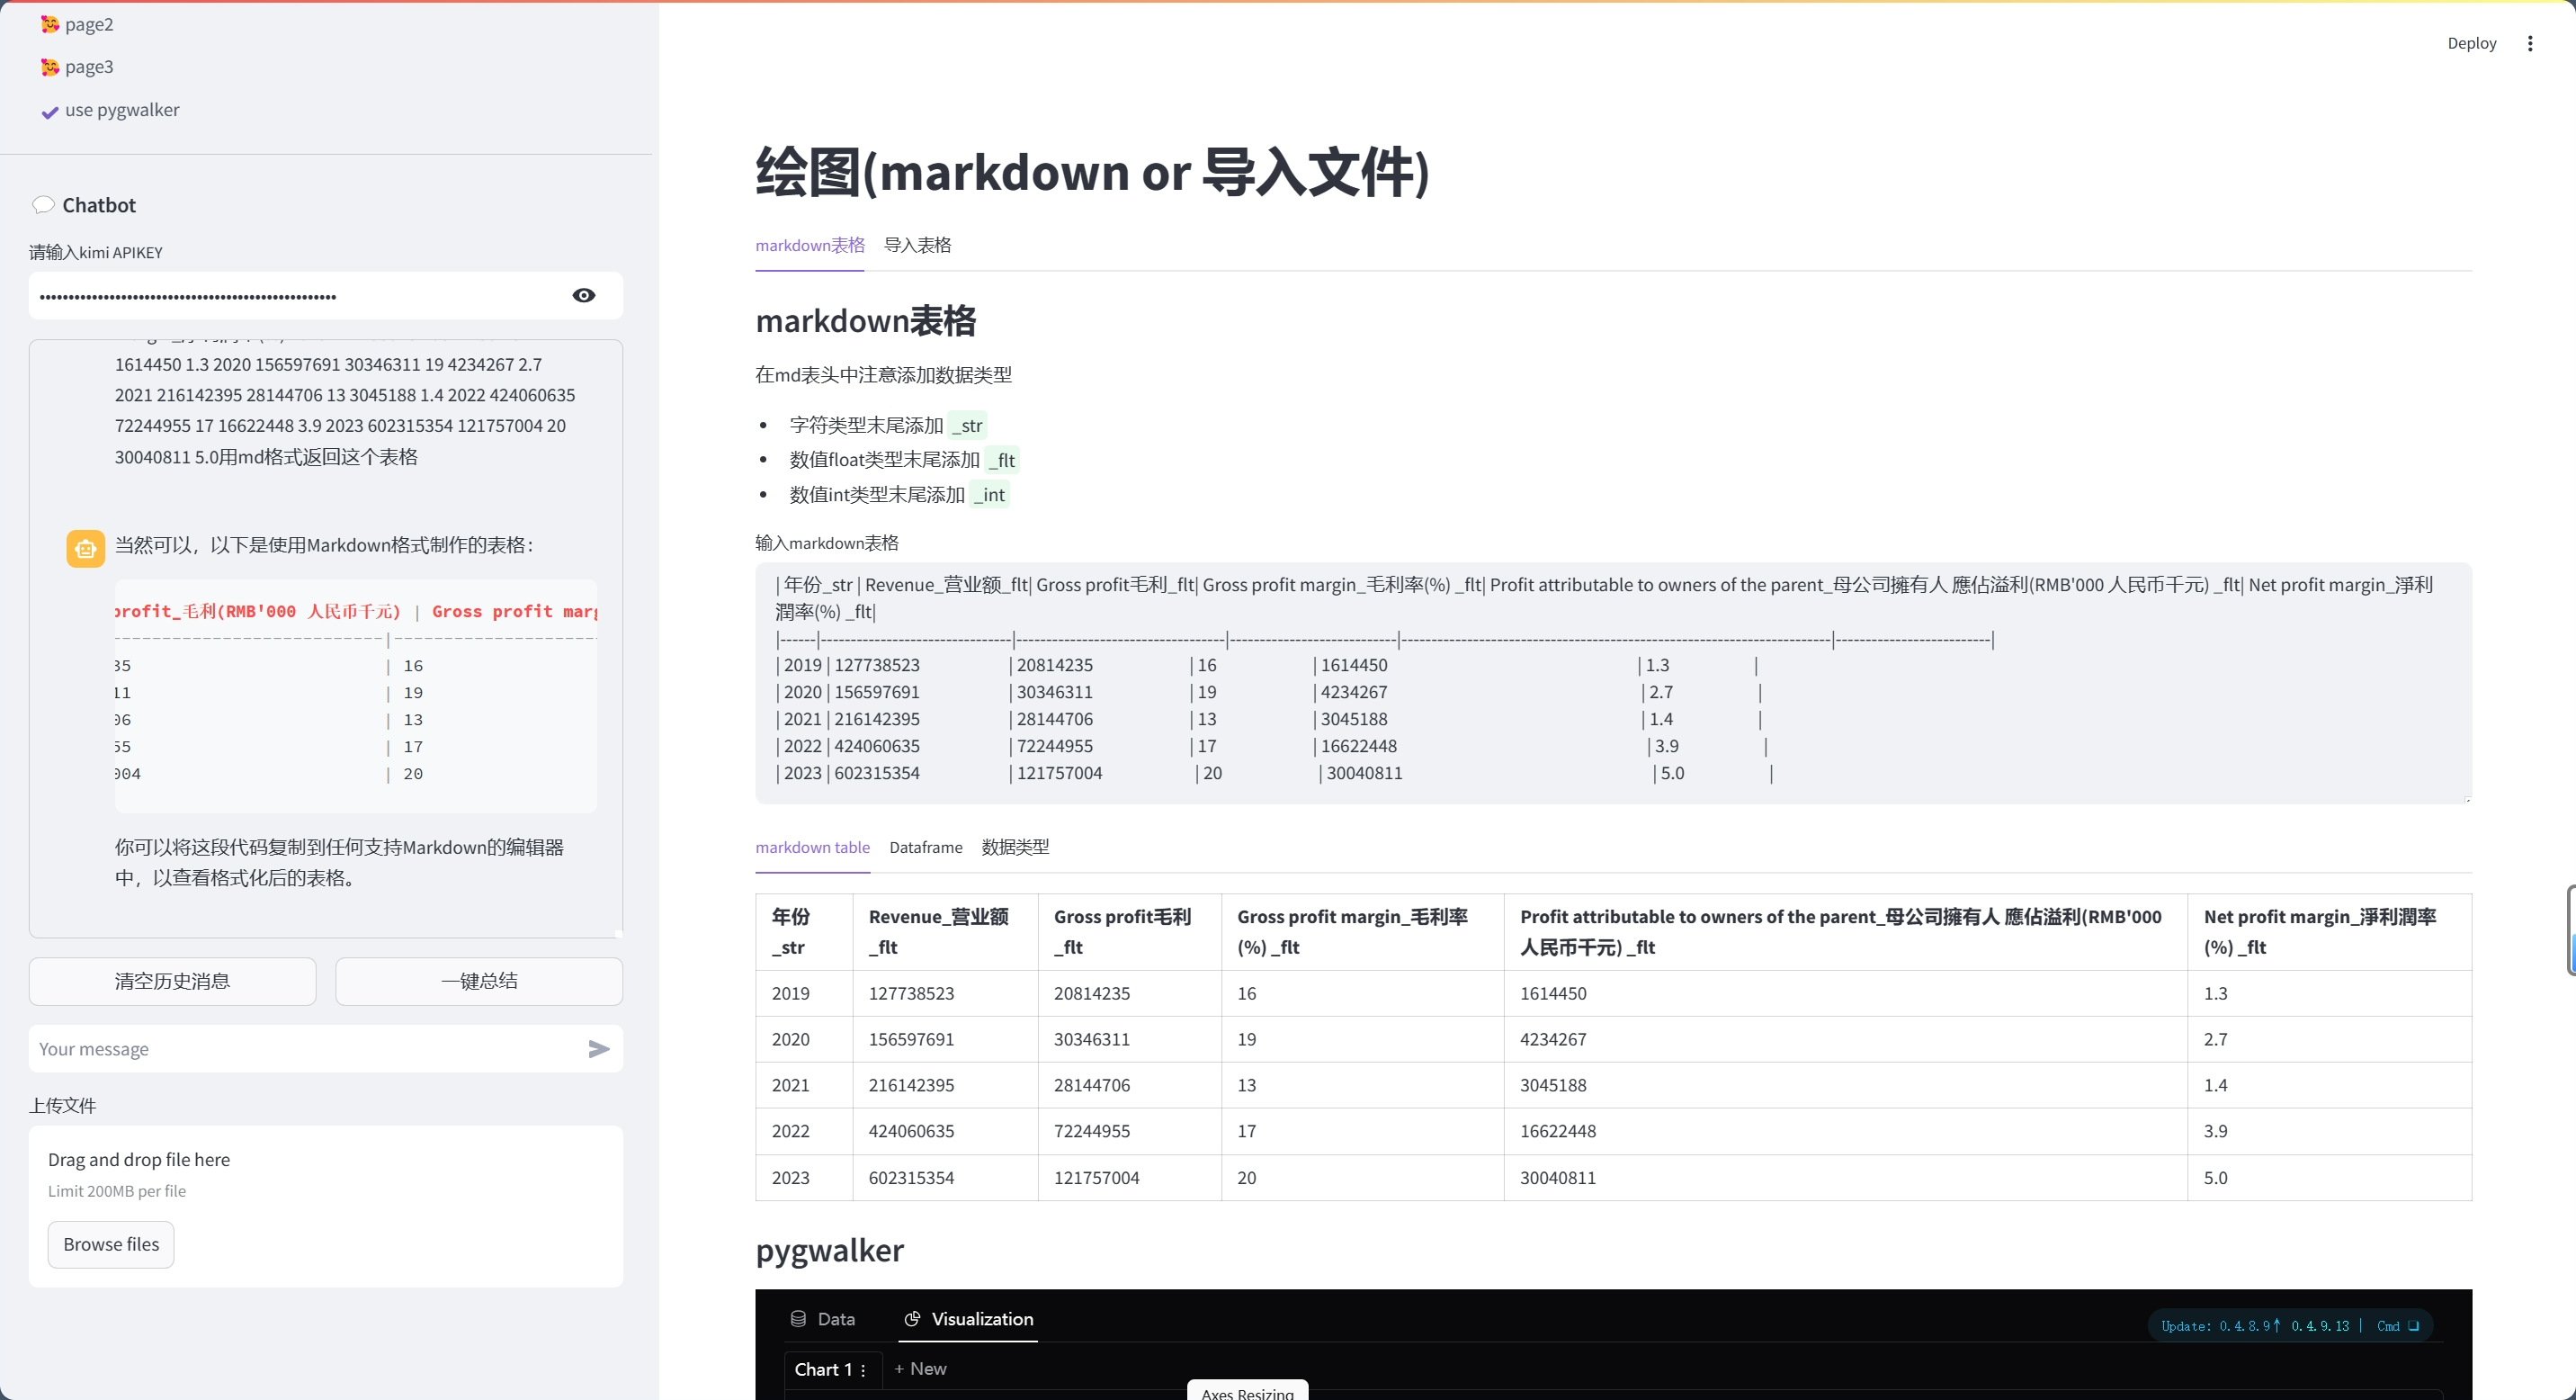 page2
page3
use pygwalker
Chatbot
请输入kimi APIKEY
1614450 1.3 2020 156597691 30346311 19 4234267 2.7
2021 216142395 28144706 13 3045188 1.4 2022 424060635
72244955 17 16622448 3.9 2023 602315354 121757004 20
30040811 5.0用md格式返回这个表格
当然可以，以下是使用Markdown格式制作的表格：
profit_毛利(RMB'000 人民币千元) | Gross profit marg
-----------------------------|----------------------
35 | 16
11 | 19
06 | 13
55 | 17
004 | 20
你可以将这段代码复制到任何支持Markdown的编辑器
中，以查看格式化后的表格。
清空历史消息 一键总结
Your message
上传文件
Drag and drop file here
Limit 200MB per file
Browse files
Deploy
绘图(markdown or 导入文件)
markdown表格 导入表格
markdown表格
在md表头中注意添加数据类型
• 字符类型末尾添加 _str
• 数值float类型末尾添加 _flt
• 数值int类型末尾添加 _int
输入markdown表格
| 年份_str | Revenue_营业额_flt| Gross profit毛利_flt| Gross profit margin_毛利率(%) _flt| Profit attributable to owners of the parent_母公司擁有人 應佔溢利(RMB'000 人民币千元) _flt| Net profit margin_淨利
潤率(%) _flt|
|------|--------------------------------|-----------------------------------|----------------------------|------------------------------------------------------------------------|--------------------------|
| 2019 | 127738523 | 20814235 | 16 | 1614450 | 1.3 |
| 2020 | 156597691 | 30346311 | 19 | 4234267 | 2.7 |
| 2021 | 216142395 | 28144706 | 13 | 3045188 | 1.4 |
| 2022 | 424060635 | 72244955 | 17 | 16622448 | 3.9 |
| 2023 | 602315354 | 121757004 | 20 | 30040811 | 5.0 |
markdown table Dataframe 数据类型
年份 Revenue_营业额 Gross profit毛利 Gross profit margin_毛利率 Profit attributable to owners of the parent_母公司擁有人 應佔溢利(RMB'000 Net profit margin_淨利潤率
_str _flt _flt (%) _flt 人民币千元) _flt (%) _flt
2019 127738523 20814235 16 1614450 1.3
2020 156597691 30346311 19 4234267 2.7
2021 216142395 28144706 13 3045188 1.4
2022 424060635 72244955 17 16622448 3.9
2023 602315354 121757004 20 30040811 5.0
pygwalker
Data Visualization
Update: 0.4.8.9↑ 0.4.9.13 | Cmd ❏
Chart 1 + New
Axes Resizing